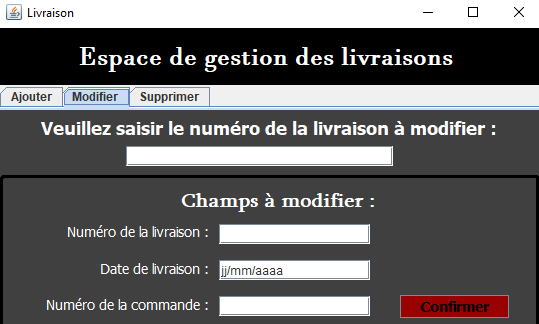 Livraison
Espace de gestion des livraisons
Ajouter Modifier Supprimer
Veuillez saisir le numéro de la livraison à modifier :
Champs à modifier :
Numéro de la livraison :
Date de livraison : jj/mm/aaaa
Numéro de la commande : Confirmer